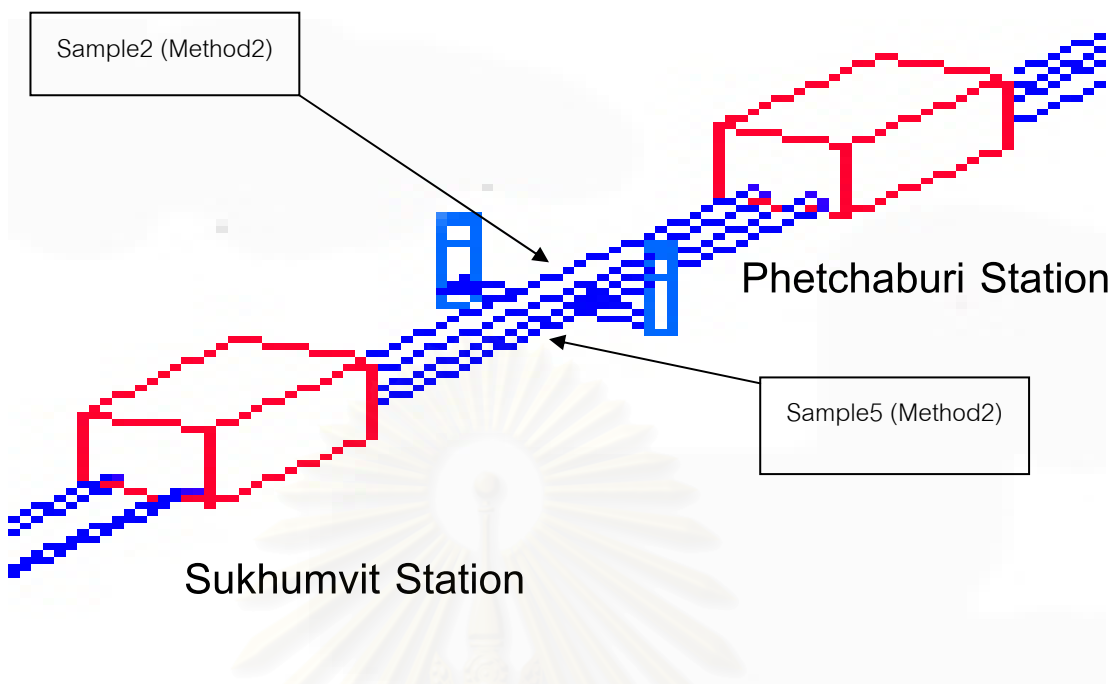 Sample2 (Method2)
Phetchaburi Station
Sample5 (Method2)
Sukhumvit Station